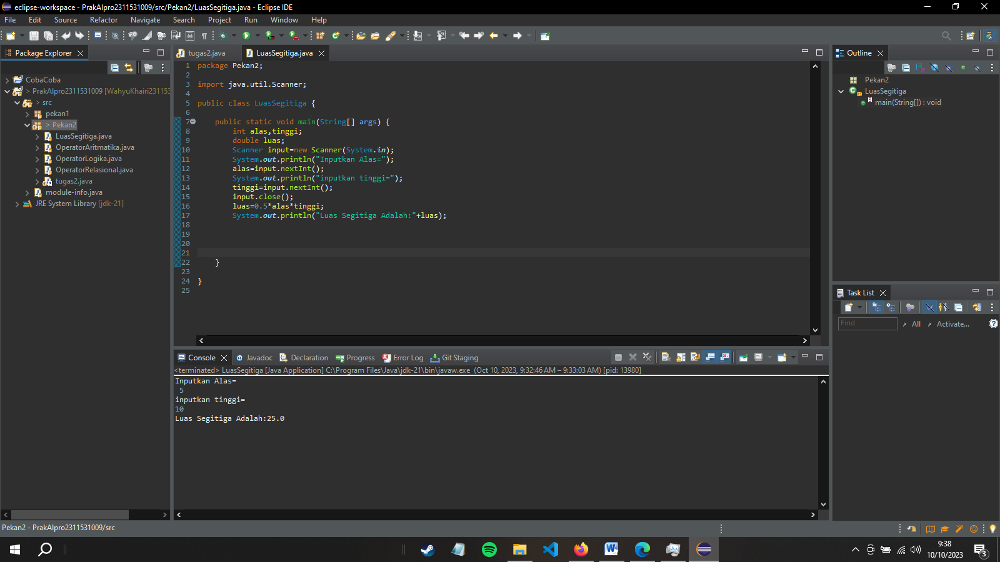 eclipse-workspace - PrakAlpro2311531009/src/Pekan2/LuasSegitiga.java - Eclipse IDE
File Edit Source Refactor Navigate Search Project Run Window Help
Package Explorer
CobaCoba
> PrakAlpro2311531009 [WahyuKhairi23115
> src
pekan1
> Pekan2
LuasSegitiga.java
OperatorAritmatika.java
OperatorLogika.java
OperatorRelasional.java
tugas2.java
module-info.java
JRE System Library [jdk-21]
tugas2.java LuasSegitiga.java
1 package Pekan2;
2
3 import java.util.Scanner;
4
5 public class LuasSegitiga {
6
7 public static void main(String[] args) {
8 int alas,tinggi;
9 double luas;
10 Scanner input=new Scanner(System.in);
11 System.out.println("Inputkan Alas=");
12 alas=input.nextInt();
13 System.out.println("inputkan tinggi=");
14 tinggi=input.nextInt();
15 input.close();
16 luas=0.5*alas*tinggi;
17 System.out.println("Luas Segitiga Adalah:"+luas);
18
19
20
21
22 }
23
24 }
25
Outline
Pekan2
LuasSegitiga
main(String[]) : void
Task List
Find All Activate...
Console Javadoc Declaration Progress Error Log Git Staging
<terminated> LuasSegitiga [Java Application] C:\Program Files\Java\jdk-21\bin\javaw.exe (Oct 10, 2023, 9:32:46 AM – 9:33:03 AM) [pid: 13980]
Inputkan Alas=
5
inputkan tinggi=
10
Luas Segitiga Adalah:25.0
Pekan2 - PrakAlpro2311531009/src
9:38
10/10/2023
3